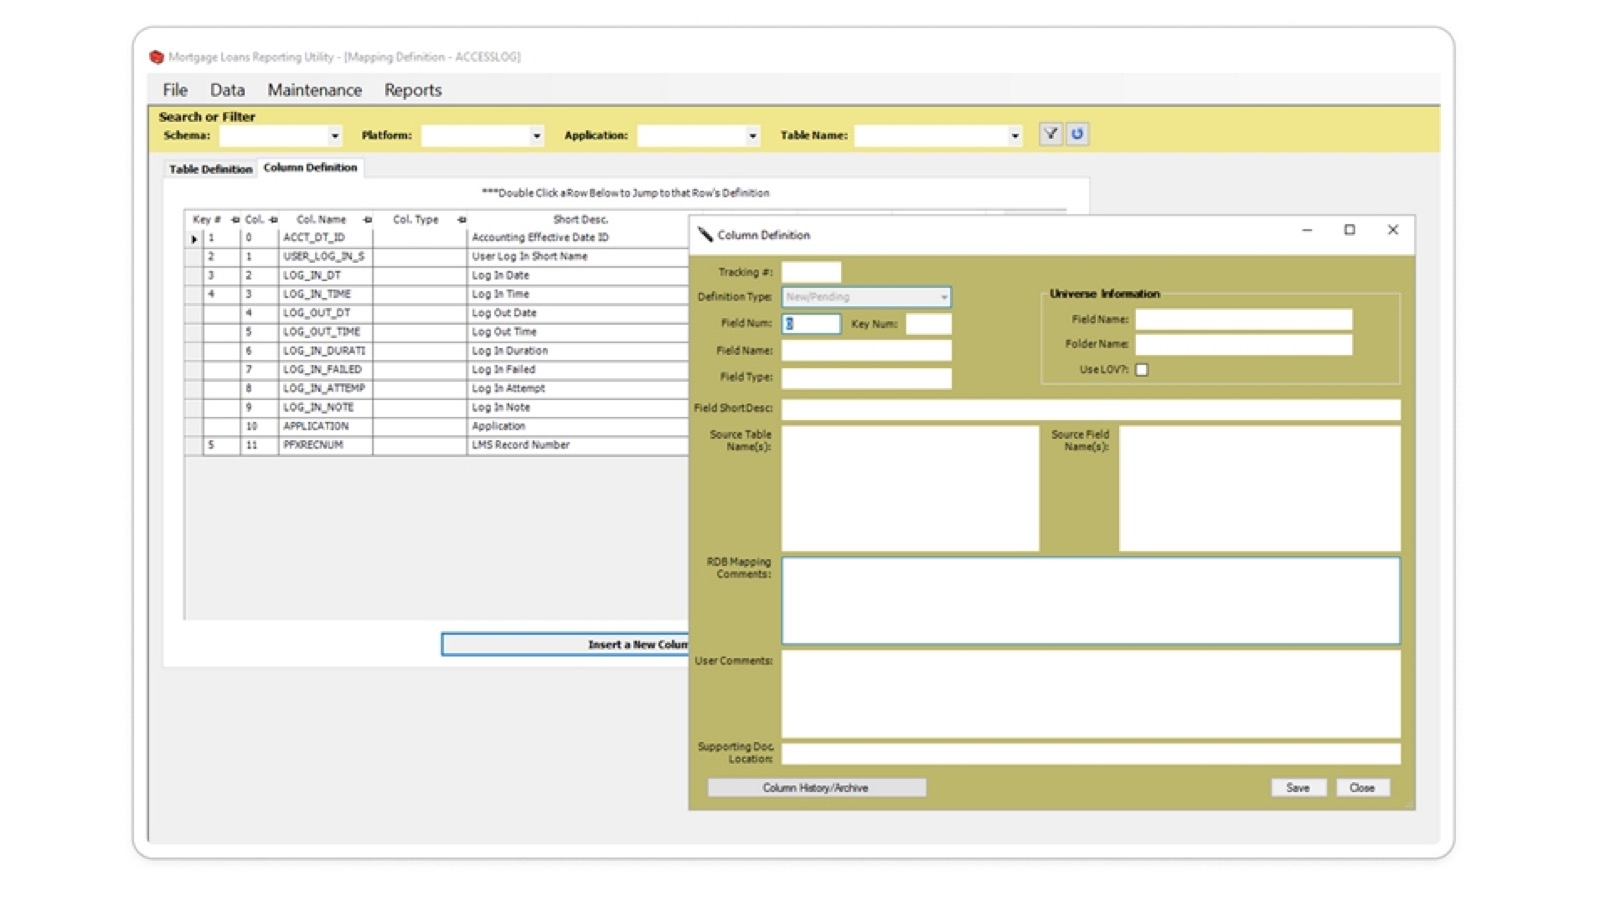 Mortgage Loans Reporting Utility - [Mapping Definition - ACCESSLOG]
File Data Maintenance Reports
Search or Filter
Schema: Platform: Application: Table Name:
Table Definition Column Definition
***Double Click a Row Below to Jump to that Row's Definition
Key # Col. Col. Name Col. Type Short Desc.
1 0 ACCT_DT_ID Accounting Effective Date ID
2 1 USER_LOG_IN_S User Log In Short Name
3 2 LOG_IN_DT Log In Date
4 3 LOG_IN_TIME Log In Time
4 LOG_OUT_DT Log Out Date
5 LOG_OUT_TIME Log Out Time
6 LOG_IN_DURATI Log In Duration
7 LOG_IN_FAILED Log In Failed
8 LOG_IN_ATTEMP Log In Attempt
9 LOG_IN_NOTE Log In Note
10 APPLICATION Application
5 11 PFXRECNUM LMS Record Number
Insert a New Colum
Column Definition
Tracking #:
Definition Type: New/Pending
Field Num: 0 Key Num:
Field Name:
Field Type:
Universe Information
Field Name:
Folder Name:
Use LOV?:
Field ShortDesc:
Source Table
Name(s):
Source Field
Name(s):
RDB Mapping
Comments:
User Comments:
Supporting Doc.
Location:
Column History/Archive Save Close